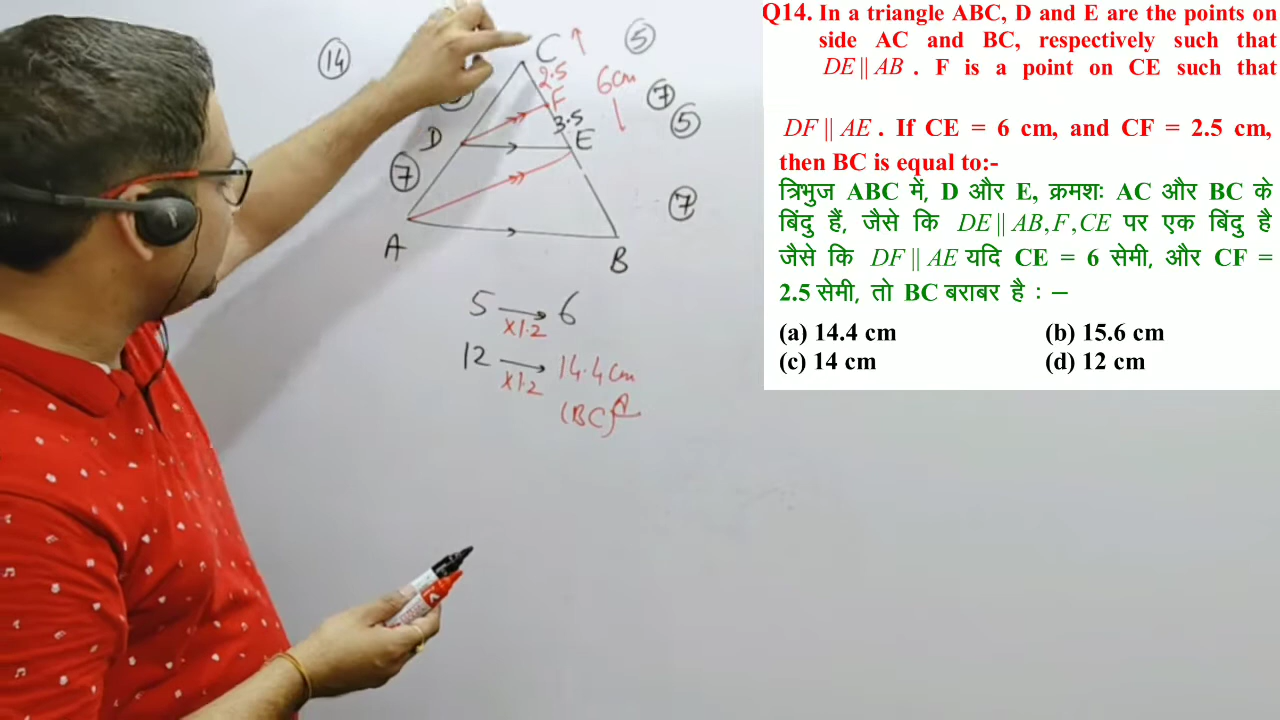 Q14. In a triangle ABC, D and E are the points on
side AC and BC, respectively such that
DE || AB . F is a point on CE such that
DF || AE . If CE = 6 cm, and CF = 2.5 cm,
then BC is equal to:-
त्रिभुज ABC में, D और E, क्रमशः AC और BC के
बिंदु हैं, जैसे कि DE || AB, F, CE पर एक बिंदु है
जैसे कि DF || AE यदि CE = 6 सेमी, और CF =
2.5 सेमी, तो BC बराबर है : –
(a) 14.4 cm (b) 15.6 cm
(c) 14 cm (d) 12 cm
14
C
5
2.5
6cm
F
7
3.5
5
D
E
7
7
A
B
5 → 6
×1.2
12 → 14.4 cm
×1.2
(BC)